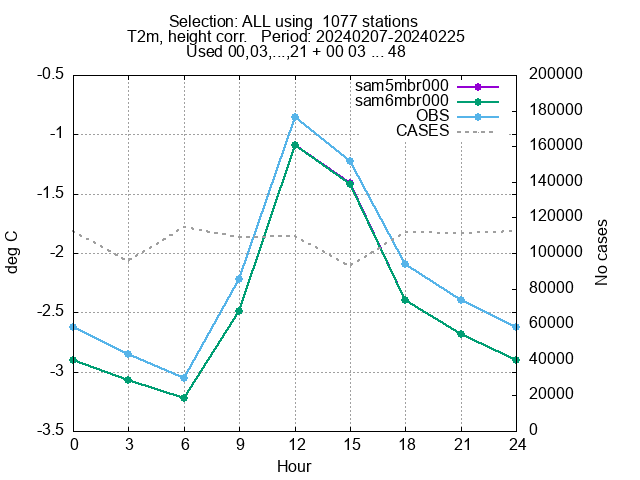 Selection: ALL using  1077 stations
T2m, height corr.   Period: 20240207-20240225
Used 00,03,...,21 + 00 03 ... 48
sam5mbr000
sam6mbr000
OBS
CASES
-0.5
-1
-1.5
-2
-2.5
-3
-3.5
deg C
200000
180000
160000
140000
120000
100000
80000
60000
40000
20000
0
No cases
0 3 6 9 12 15 18 21 24
Hour